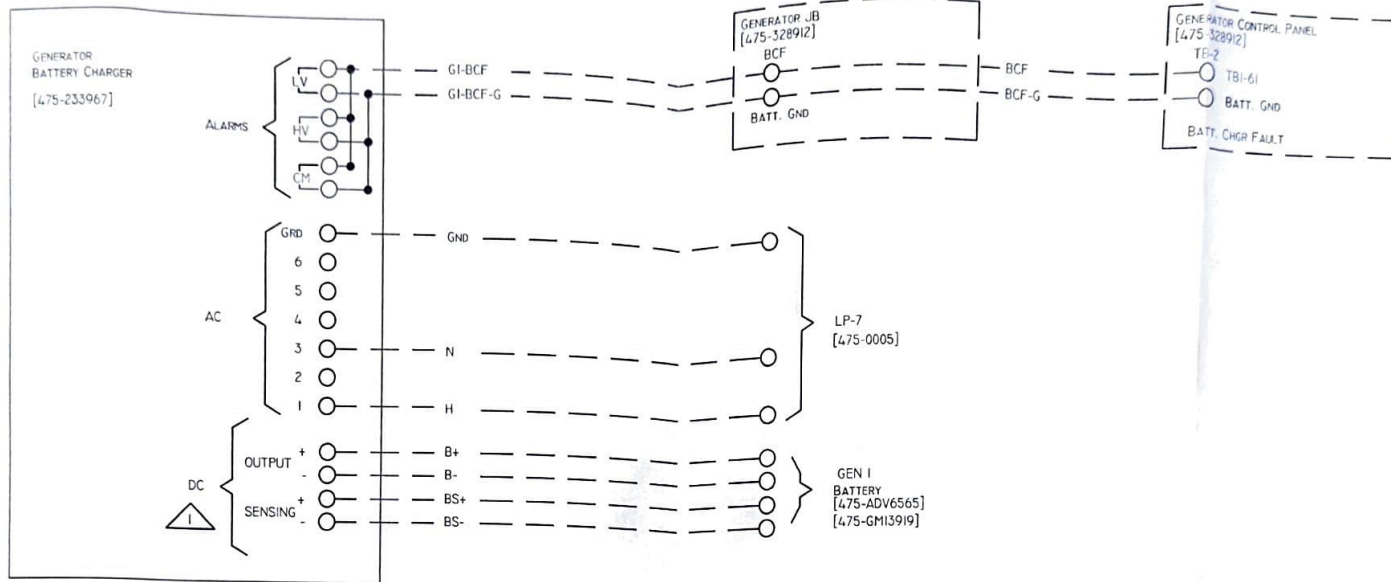 GENERATOR
BATTERY CHARGER
[475-233967]
ALARMS
LV
HV
CM
G1-BCF
G1-BCF-G
GENERATOR JB
[475-328912]
BCF
BATT. GND
BCF
BCF-G
GENERATOR CONTROL PANEL
[475-328912]
TB-2
TB1-61
BATT. GND
BATT. CHGR FAULT
AC
GRD
6
5
4
3
2
1
GND
N
H
LP-7
[475-0005]
DC
1
OUTPUT
+
-
SENSING
+
-
B+
B-
BS+
BS-
GEN 1
BATTERY
[475-ADV6565]
[475-GM13919]